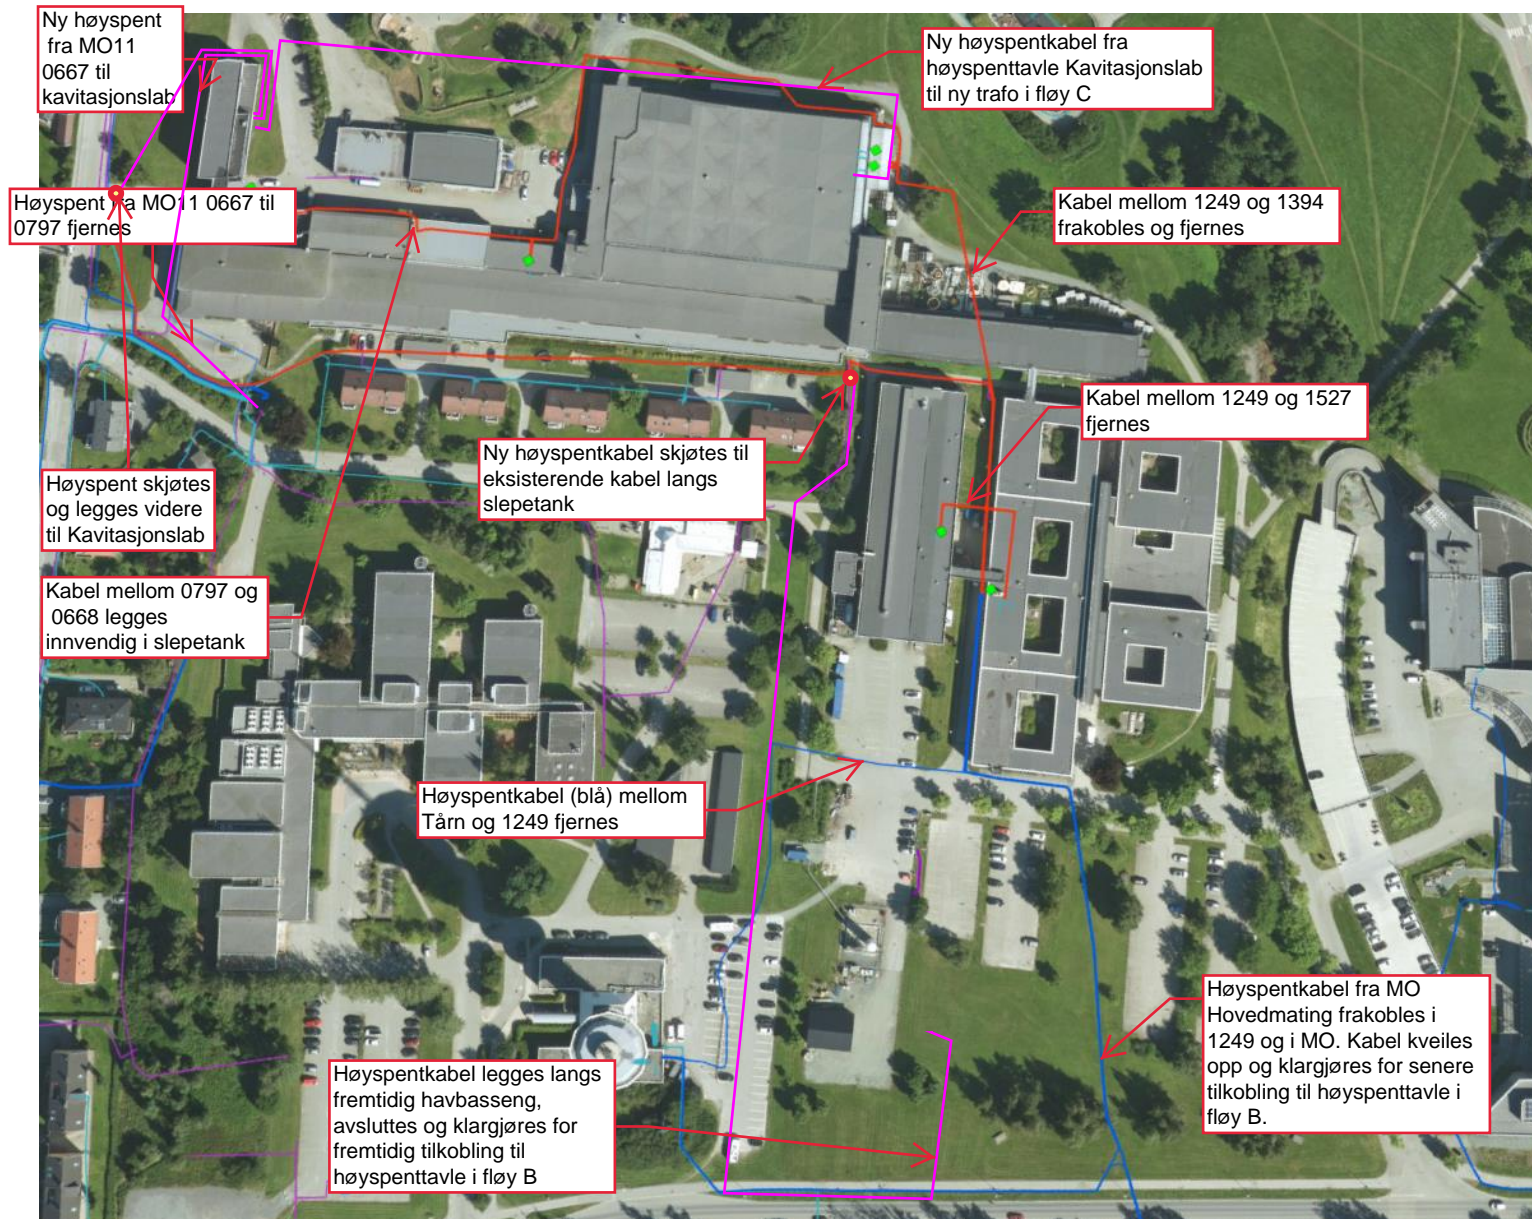 Ny høyspent
fra MO11
0667 til
kavitasjonslab
Ny høyspentkabel fra
høyspenttavle Kavitasjonslab
til ny trafo i fløy C
Høyspent fra MO11 0667 til
0797 fjernes
Kabel mellom 1249 og 1394
frakobles og fjernes
Kabel mellom 1249 og 1527
fjernes
Ny høyspentkabel skjøtes til
eksisterende kabel langs
slepetank
Høyspent skjøtes
og legges videre
til Kavitasjonslab
Kabel mellom 0797 og
0668 legges
innvendig i slepetank
Høyspentkabel (blå) mellom
Tårn og 1249 fjernes
Høyspentkabel fra MO
Hovedmating frakobles i
1249 og i MO. Kabel kveiles
opp og klargjøres for senere
tilkobling til høyspenttavle i
fløy B.
Høyspentkabel legges langs
fremtidig havbasseng,
avsluttes og klargjøres for
fremtidig tilkobling til
høyspenttavle i fløy B